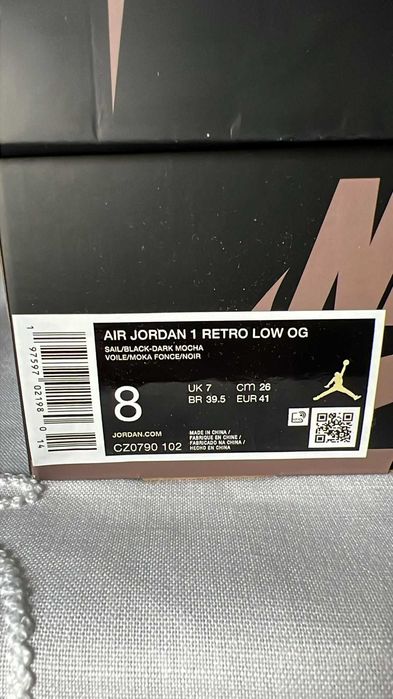 AIR JORDAN 1 RETRO LOW OG
SAIL/BLACK-DARK MOCHA
VOILE/MOKA FONCE/NOIR
8
UK 7 cm 26
BR 39.5 EUR 41
JORDAN.COM
CZ0790 102
MADE IN CHINA /
FABRIQUE EN CHINE /
FABRICADO NA CHINA /
HECHO EN CHINA
1 97597 02198 0 14